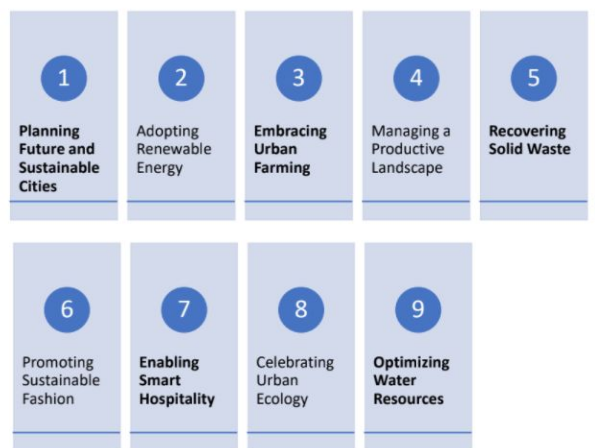 1
Planning
Future and
Sustainable
Cities
2
Adopting
Renewable
Energy
3
Embracing
Urban
Farming
4
Managing a
Productive
Landscape
5
Recovering
Solid Waste
6
Promoting
Sustainable
Fashion
7
Enabling
Smart
Hospitality
8
Celebrating
Urban
Ecology
9
Optimizing
Water
Resources